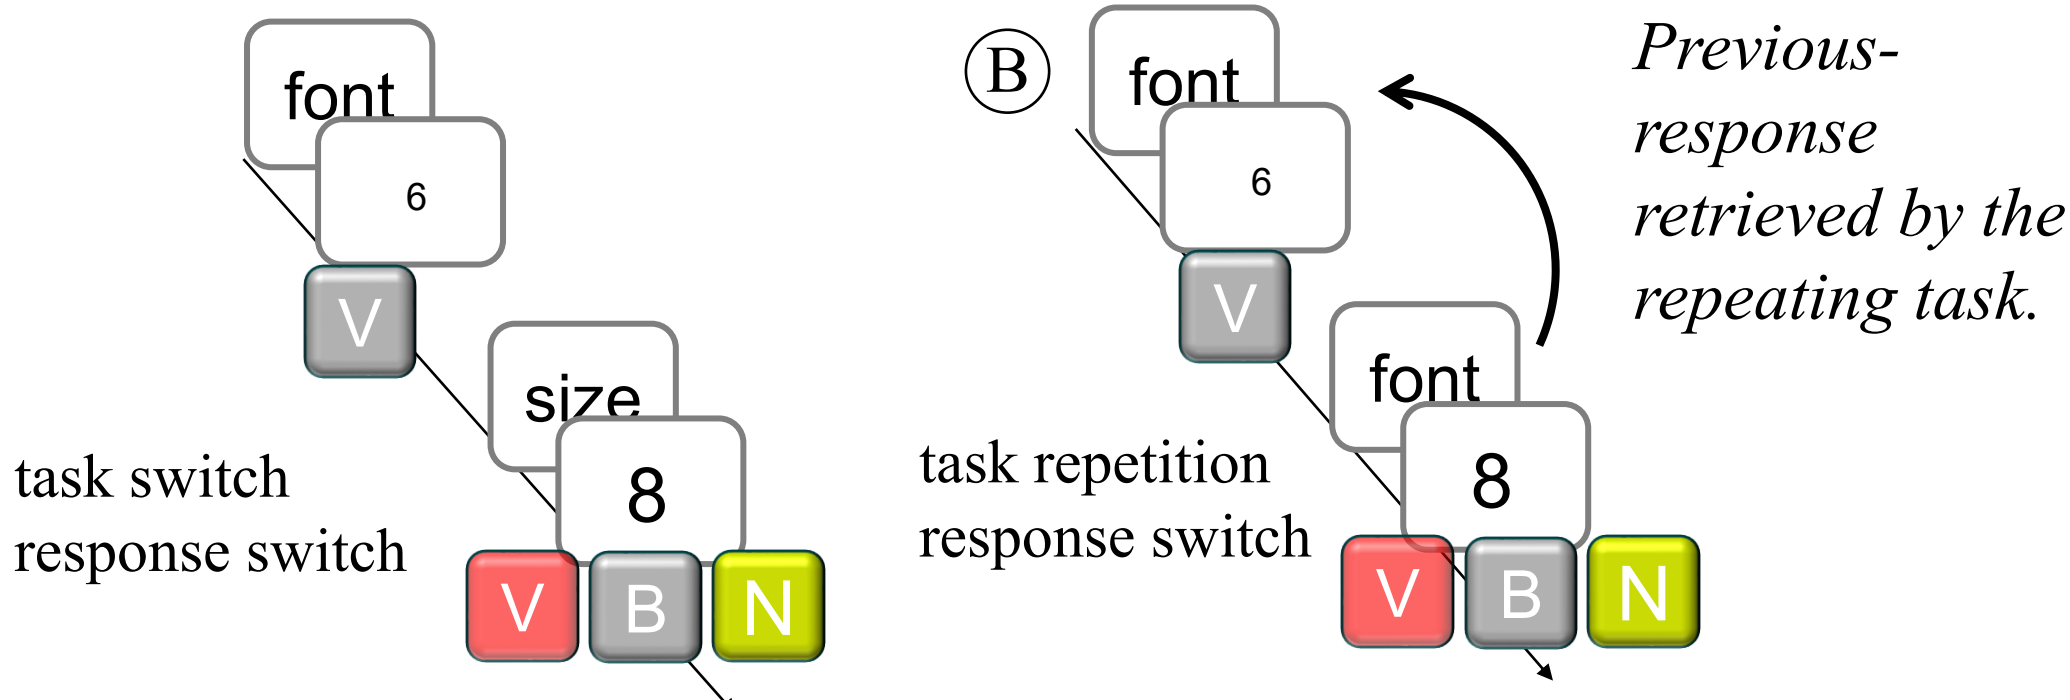 font
6
V
size
8
task switch
response switch
V B N
B
font
6
V
font
8
task repetition
response switch
V B N
Previous-
response
retrieved by the
repeating task.